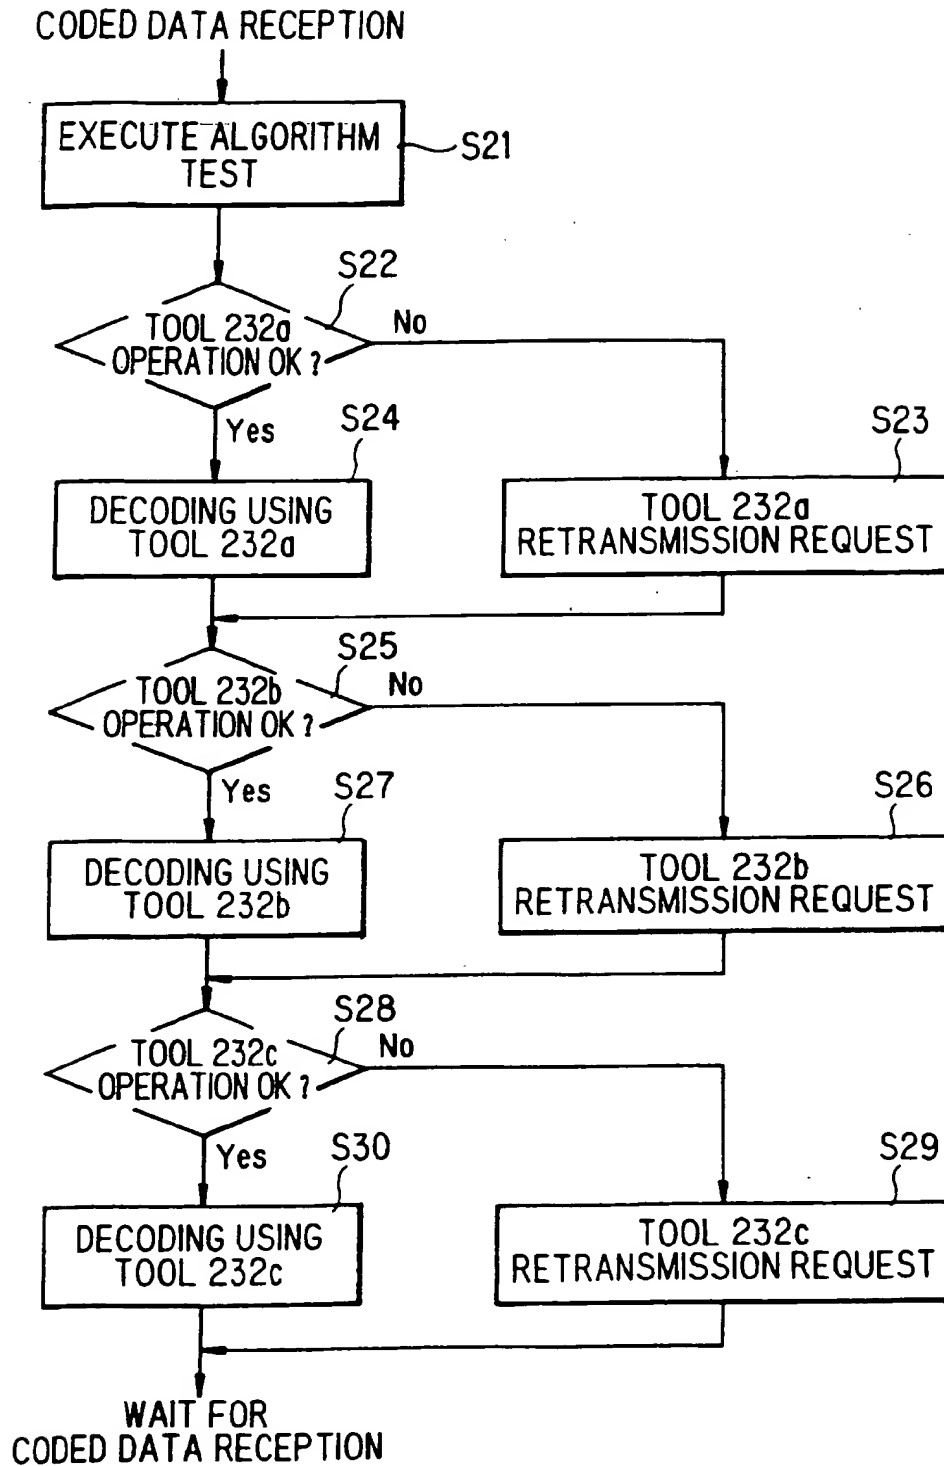 CODED DATA RECEPTION
EXECUTE ALGORITHM
TEST
S21
S22
TOOL 232a
OPERATION OK ?
No
Yes
S24
S23
DECODING USING
TOOL 232a
TOOL 232a
RETRANSMISSION REQUEST
S25
TOOL 232b
OPERATION OK ?
No
Yes
S27
S26
DECODING USING
TOOL 232b
TOOL 232b
RETRANSMISSION REQUEST
S28
TOOL 232c
OPERATION OK ?
No
Yes
S30
S29
DECODING USING
TOOL 232c
TOOL 232c
RETRANSMISSION REQUEST
WAIT FOR
CODED DATA RECEPTION